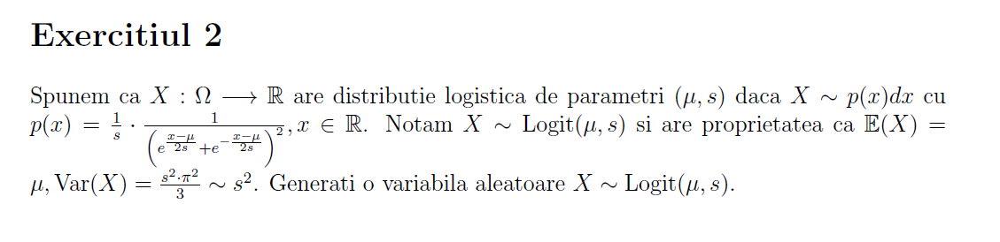 Exercitiul 2
Spunem ca $X : \Omega \longrightarrow \mathbb{R}$ are distributie logistica de parametri $(\mu, s)$ daca $X \sim p(x)dx$ cu
$p(x) = \frac{1}{s} \cdot \frac{1}{\left(e^{\frac{x-\mu}{2s}} + e^{-\frac{x-\mu}{2s}}\right)^2}, x \in \mathbb{R}$. Notam $X \sim \text{Logit}(\mu, s)$ si are proprietatea ca $\mathbb{E}(X) =$
$\mu, \text{Var}(X) = \frac{s^2 \cdot \pi^2}{3} \sim s^2$. Generati o variabila aleatoare $X \sim \text{Logit}(\mu, s)$.